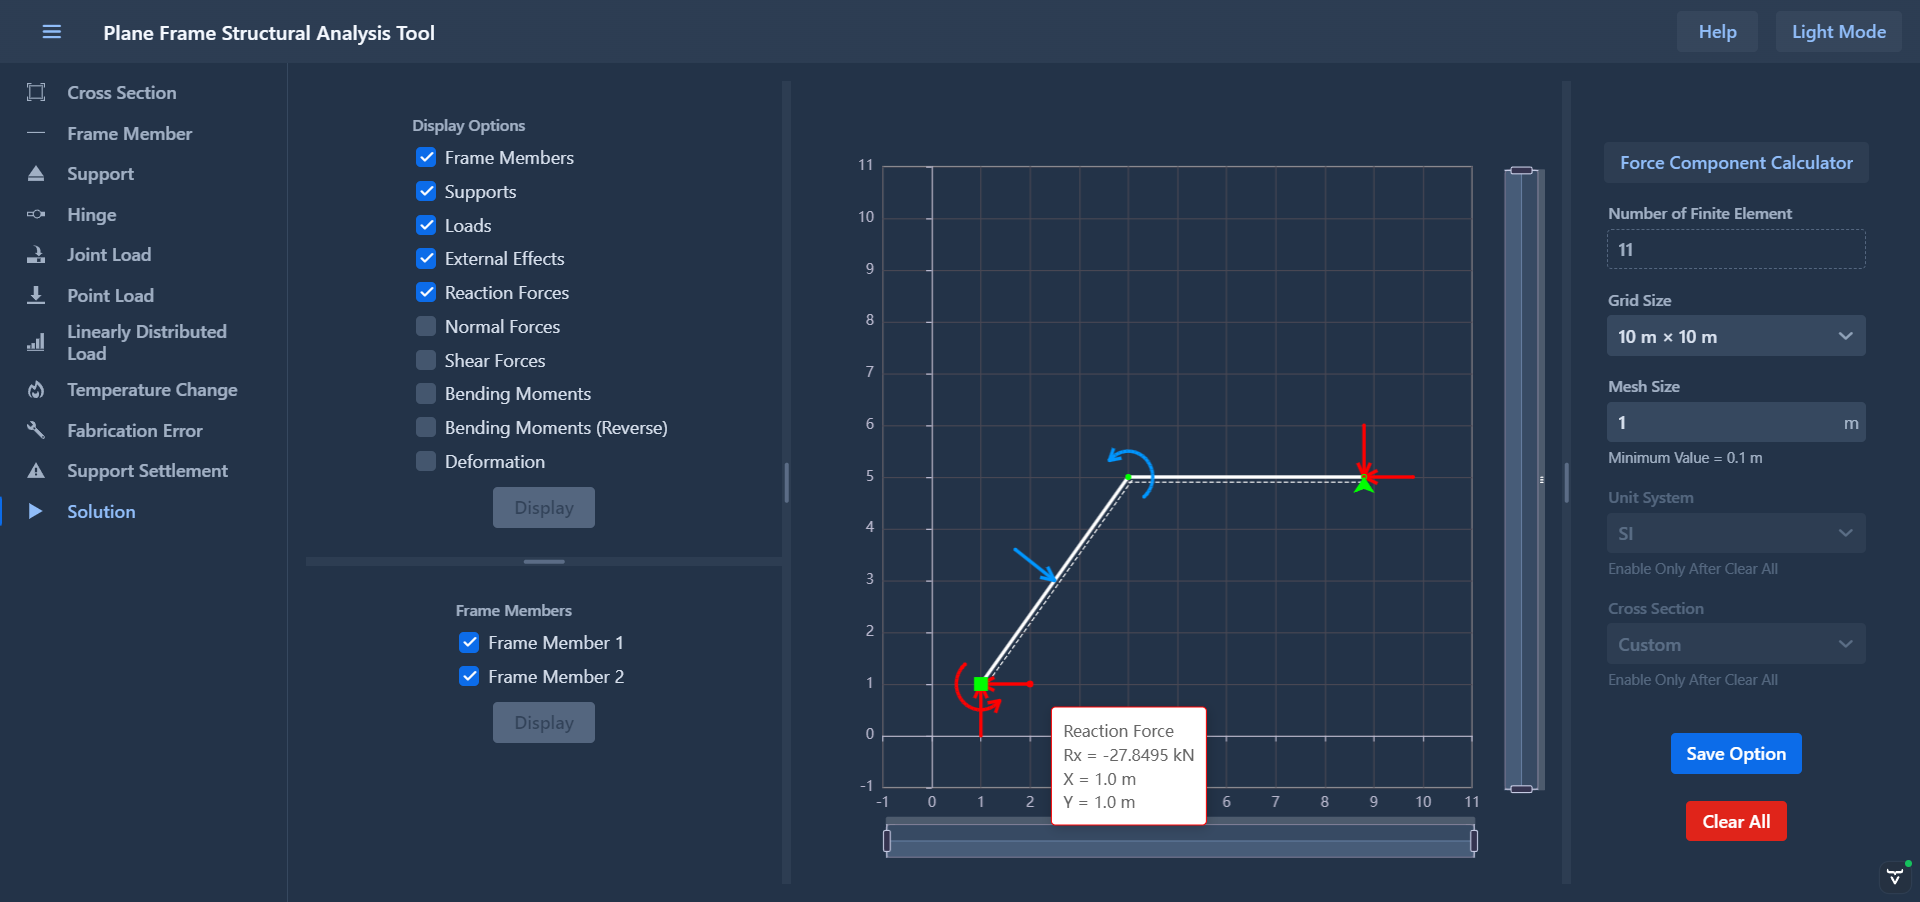 Plane Frame Structural Analysis Tool
Help
Light Mode
Cross Section
Frame Member
Support
Hinge
Joint Load
Point Load
Linearly Distributed
Load
Temperature Change
Fabrication Error
Support Settlement
Solution
Display Options
Frame Members
Supports
Loads
External Effects
Reaction Forces
Normal Forces
Shear Forces
Bending Moments
Bending Moments (Reverse)
Deformation
Display
Frame Members
Frame Member 1
Frame Member 2
Display
11
10
9
8
7
6
5
4
3
2
1
0
-1
-1 0 1 2 6 7 8 9 10 11
Reaction Force
Rx = -27.8495 kN
X = 1.0 m
Y = 1.0 m
Force Component Calculator
Number of Finite Element
11
Grid Size
10 m × 10 m
Mesh Size
1 m
Minimum Value = 0.1 m
Unit System
SI
Enable Only After Clear All
Cross Section
Custom
Enable Only After Clear All
Save Option
Clear All